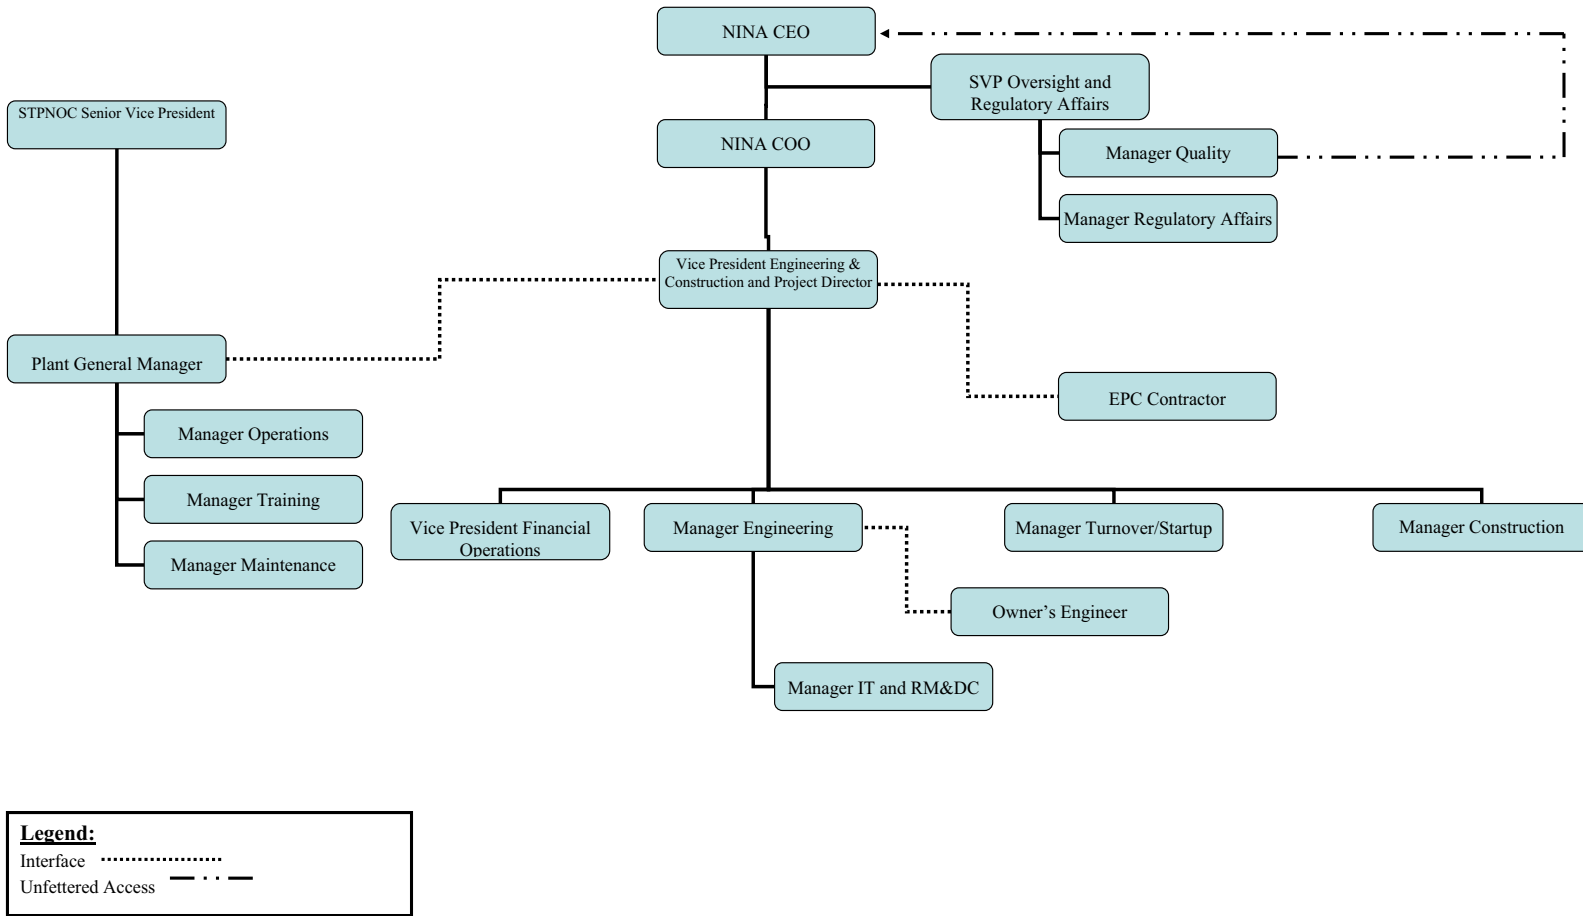 NINA CEO
SVP Oversight and
Regulatory Affairs
STPNOC Senior Vice President
NINA COO
Manager Quality
Manager Regulatory Affairs
Vice President Engineering &
Construction and Project Director
Plant General Manager
EPC Contractor
Manager Operations
Manager Training
Manager Maintenance
Vice President Financial
Operations
Manager Engineering
Manager Turnover/Startup
Manager Construction
Owner’s Engineer
Manager IT and RM&DC
Legend:
Interface
Unfettered Access